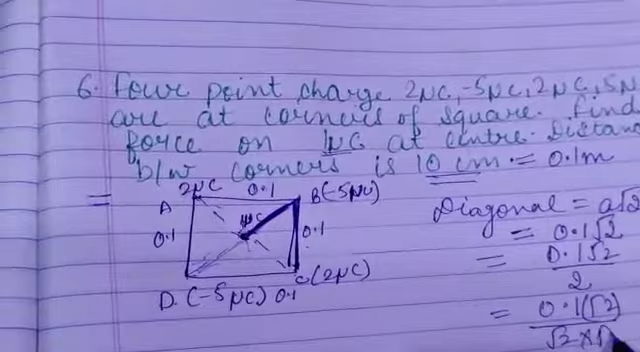 6. Four point charge 2μC, -5μC, 2μC, 5μ
are at corners of square. Find
force on 1μC at centre. Distan
b/w corners is 10 cm. = 0.1m
=
2μC 0.1 B(-5μC)
A
1μC
0.1 0.1
D (-5μC) 0.1 C(2μC)
Diagonal = a√2
= 0.1√2
= 0.1√2
2
= 0.1(√2)
√2×√